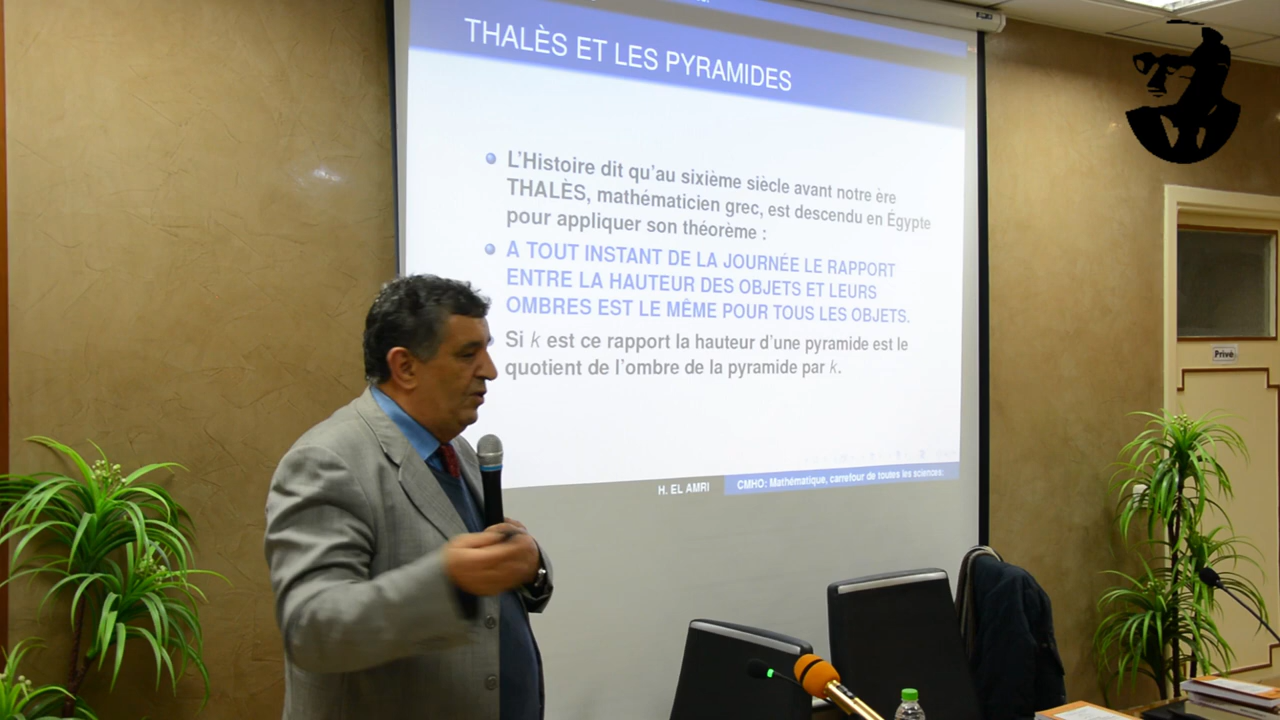 THALÈS ET LES PYRAMIDES
L'Histoire dit qu'au sixième siècle avant notre ère
THALÈS, mathématicien grec, est descendu en Égypte
pour appliquer son théorème :
A TOUT INSTANT DE LA JOURNÉE LE RAPPORT
ENTRE LA HAUTEUR DES OBJETS ET LEURS
OMBRES EST LE MÊME POUR TOUS LES OBJETS.
Si k est ce rapport la hauteur d'une pyramide est le
quotient de l'ombre de la pyramide par k.
H. EL AMRI
CMHO: Mathématique, carrefour de toutes les sciences:
Privé